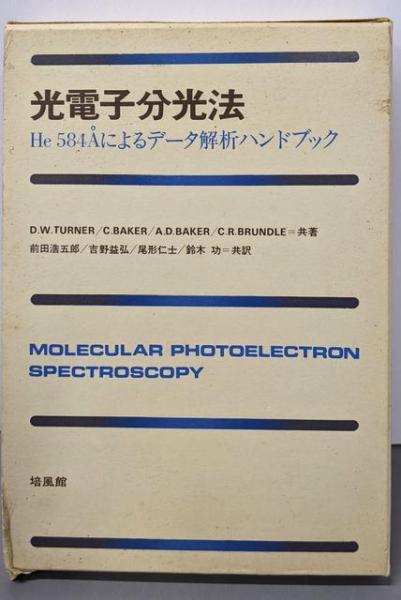 光電子分光法
He 584Åによるデータ解析ハンドブック
D.W.TURNER/C.BAKER/A.D.BAKER/C.R.BRUNDLE=共著
前田浩五郎/吉野益弘/尾形仁士/鈴木 功=共訳
MOLECULAR PHOTOELECTRON
SPECTROSCOPY
培風館